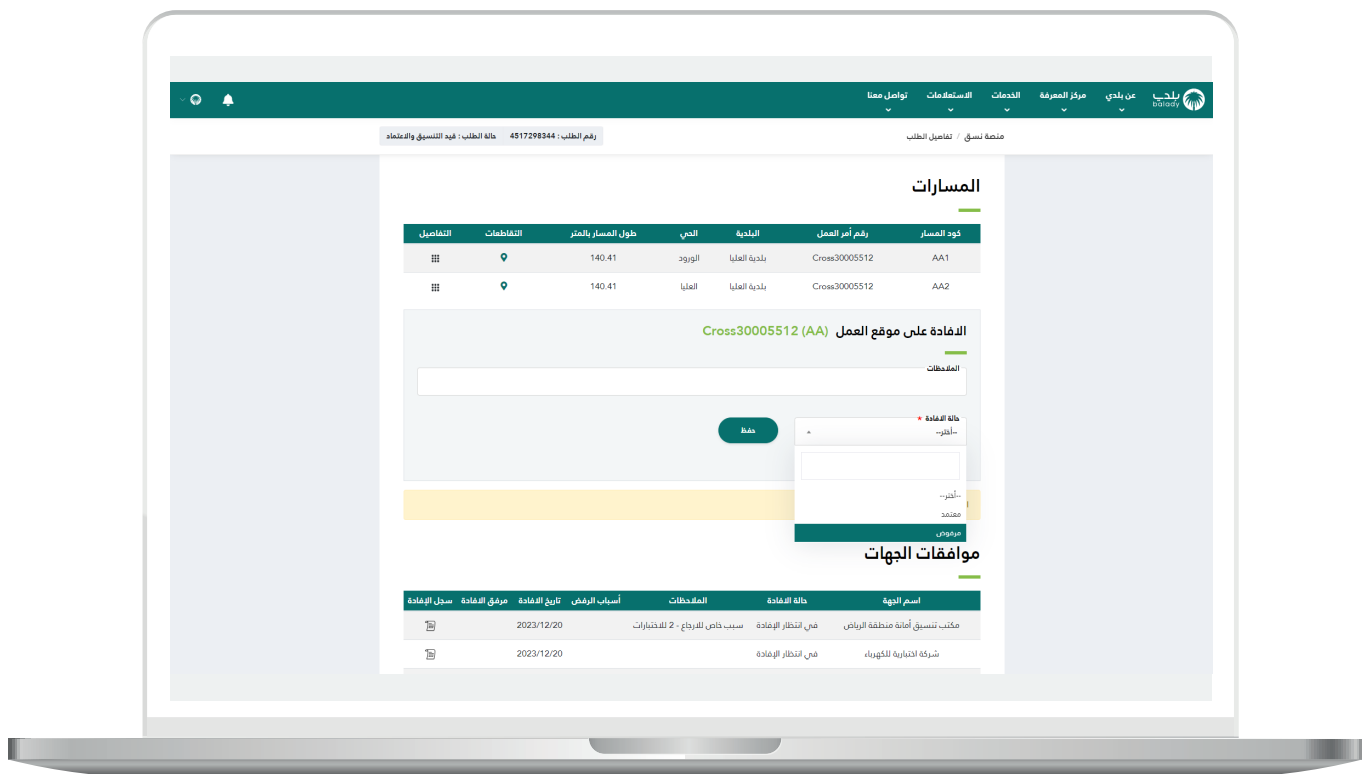 بلدي
balady
عن بلدي
مركز المعرفة
الخدمات
الاستعلامات
تواصل معنا
منصة نسق / تفاصيل الطلب
رقم الطلب : 4517298344
حالة الطلب : قيد التنسيق والاعتماد
المسارات
كود المسار رقم أمر العمل البلدية الحي طول المسار بالمتر التقاطعات التفاصيل
AA1 Cross30005512 بلدية العليا الورود 140.41
AA2 Cross30005512 بلدية العليا العليا 140.41
الافادة على موقع العمل Cross30005512 (AA)
الملاحظات
حالة الافادة *
--أختر--
حفظ
--أختر--
معتمد
مرفوض
موافقات الجهات
اسم الجهة حالة الافادة الملاحظات أسباب الرفض تاريخ الافادة مرفق الافادة سجل الإفادة
مكتب تنسيق أمانة منطقة الرياض في انتظار الإفادة سبب خاص للارجاع - 2 للاختبارات 2023/12/20
شركة اختبارية للكهرباء في انتظار الإفادة 2023/12/20